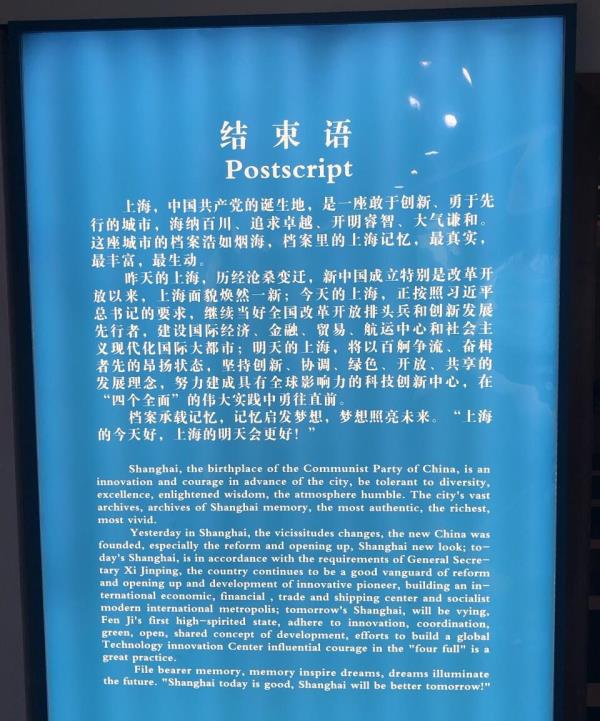 结束语
Postscript
上海，中国共产党的诞生地，是一座敢于创新、勇于先
行的城市，海纳百川、追求卓越、开明睿智、大气谦和。
这座城市的档案浩如烟海，档案里的上海记忆，最真实，
最丰富，最生动。
昨天的上海，历经沧桑变迁，新中国成立特别是改革开
放以来，上海面貌焕然一新；今天的上海，正按照习近平
总书记的要求，继续当好全国改革开放排头兵和创新发展
先行者，建设国际经济、金融、贸易、航运中心和社会主
义现代化国际大都市；明天的上海，将以百舸争流、奋楫
者先的昂扬状态，坚持创新、协调、绿色、开放、共享的
发展理念，努力建成具有全球影响力的科技创新中心，在
“四个全面”的伟大实践中勇往直前。
档案承载记忆，记忆启发梦想，梦想照亮未来。“上海
的今天好，上海的明天会更好！”
Shanghai, the birthplace of the Communist Party of China, is an
innovation and courage in advance of the city, be tolerant to diversity,
excellence, enlightened wisdom, the atmosphere humble. The city's vast
archives, archives of Shanghai memory, the most authentic, the richest,
most vivid.
Yesterday in Shanghai, the vicissitudes changes, the new China was
founded, especially the reform and opening up, Shanghai new look; to-
day's Shanghai, is in accordance with the requirements of General Secre-
tary Xi Jinping, the country continues to be a good vanguard of reform
and opening up and development of innovative pioneer, building an in-
ternational economic, financial , trade and shipping center and socialist
modern international metropolis; tomorrow's Shanghai, will be vying,
Fen Ji's first high-spirited state, adhere to innovation, coordination,
green, open, shared concept of development, efforts to build a global
Technology innovation Center influential courage in the "four full" is a
great practice.
File bearer memory, memory inspire dreams, dreams illuminate
the future. "Shanghai today is good, Shanghai will be better tomorrow!"